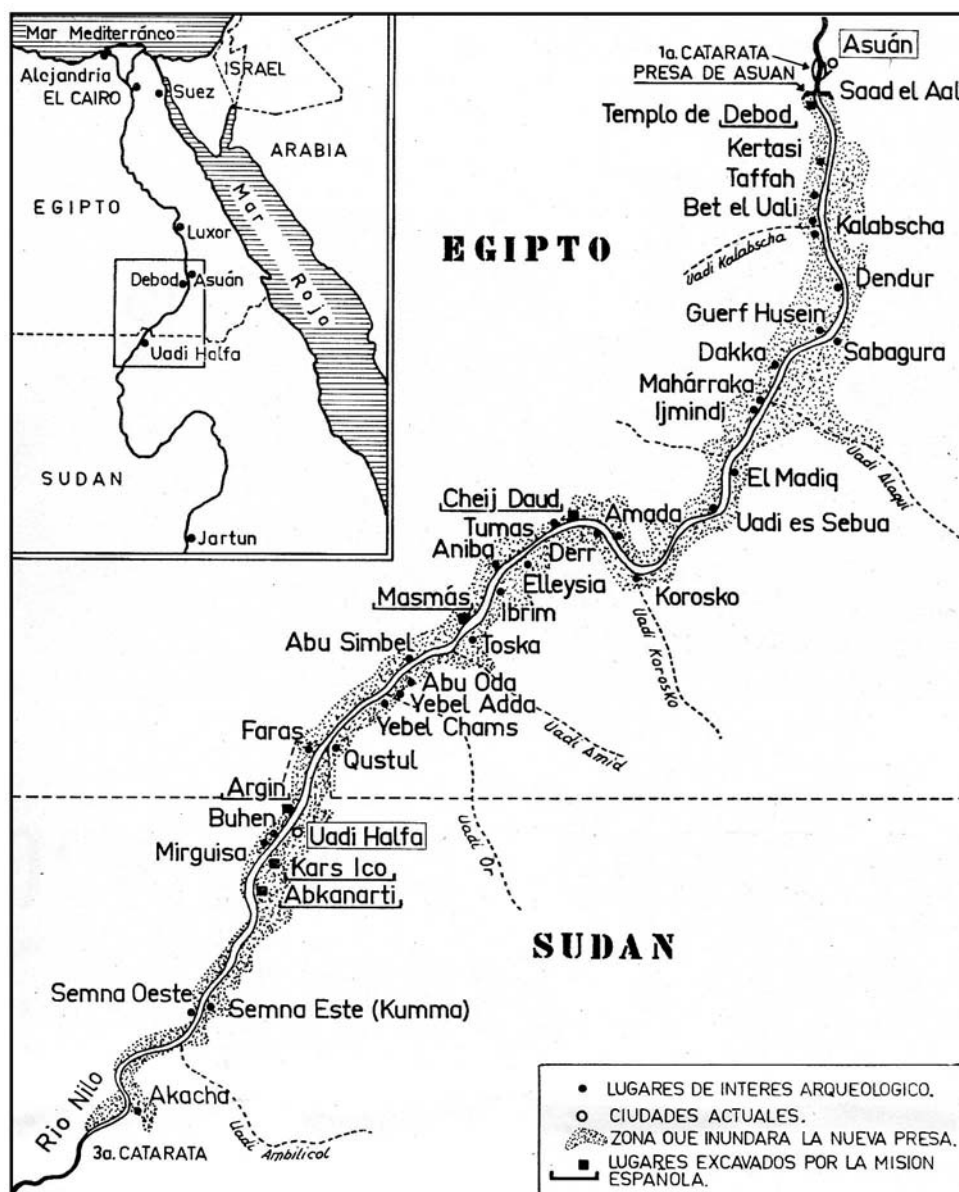 Mar Mediterránco
Alejandría
EL CAIRO
Suez
ISRAEL
ARABIA
EGIPTO
Mar Rojo
Luxor
Debod
Asuán
Uadi Halfa
SUDAN
Jartun
1a. CATARATA
PRESA DE ASUAN
Asuán
Saad el Aal
Templo de Debod
Kertasi
Taffah
Bet el Uali
Kalabscha
Uadi Kalabscha
EGIPTO
Dendur
Guerf Husein
Sabagura
Dakka
Mahárraka
Ijmindj
Uadi Alaqui
El Madiq
Uadi es Sebua
Cheij Daud
Tumas
Amada
Derr
Aniba
Elleysia
Korosko
Masmás
Ibrim
Uadi Korosko
Toska
Abu Simbel
Abu Oda
Yebel Adda
Yebel Chams
Uadi Amid
Faras
Qustul
Argin
Buhen
Uadi Halfa
Uadi Or
Mirguisa
Kars Ico
Abkanarti
SUDAN
Semna Oeste
Semna Este (Kumma)
Rio Nilo
Akacha
3a. CATARATA
Uadi Ambilicol
LUGARES DE INTERES ARQUEOLOGICO.
CIUDADES ACTUALES.
ZONA QUE INUNDARA LA NUEVA PRESA.
LUGARES EXCAVADOS POR LA MISION
ESPAÑOLA.